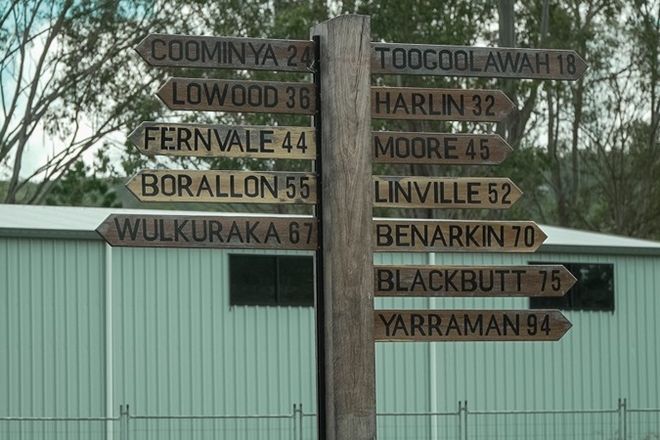 COOMINYA 24
LOWOOD 36
FERNVALE 44
BORALLON 55
WULKURAKA 67
TOOGOOLAWAH 18
HARLIN 32
MOORE 45
LINVILLE 52
BENARKIN 70
BLACKBUTT 75
YARRAMAN 94